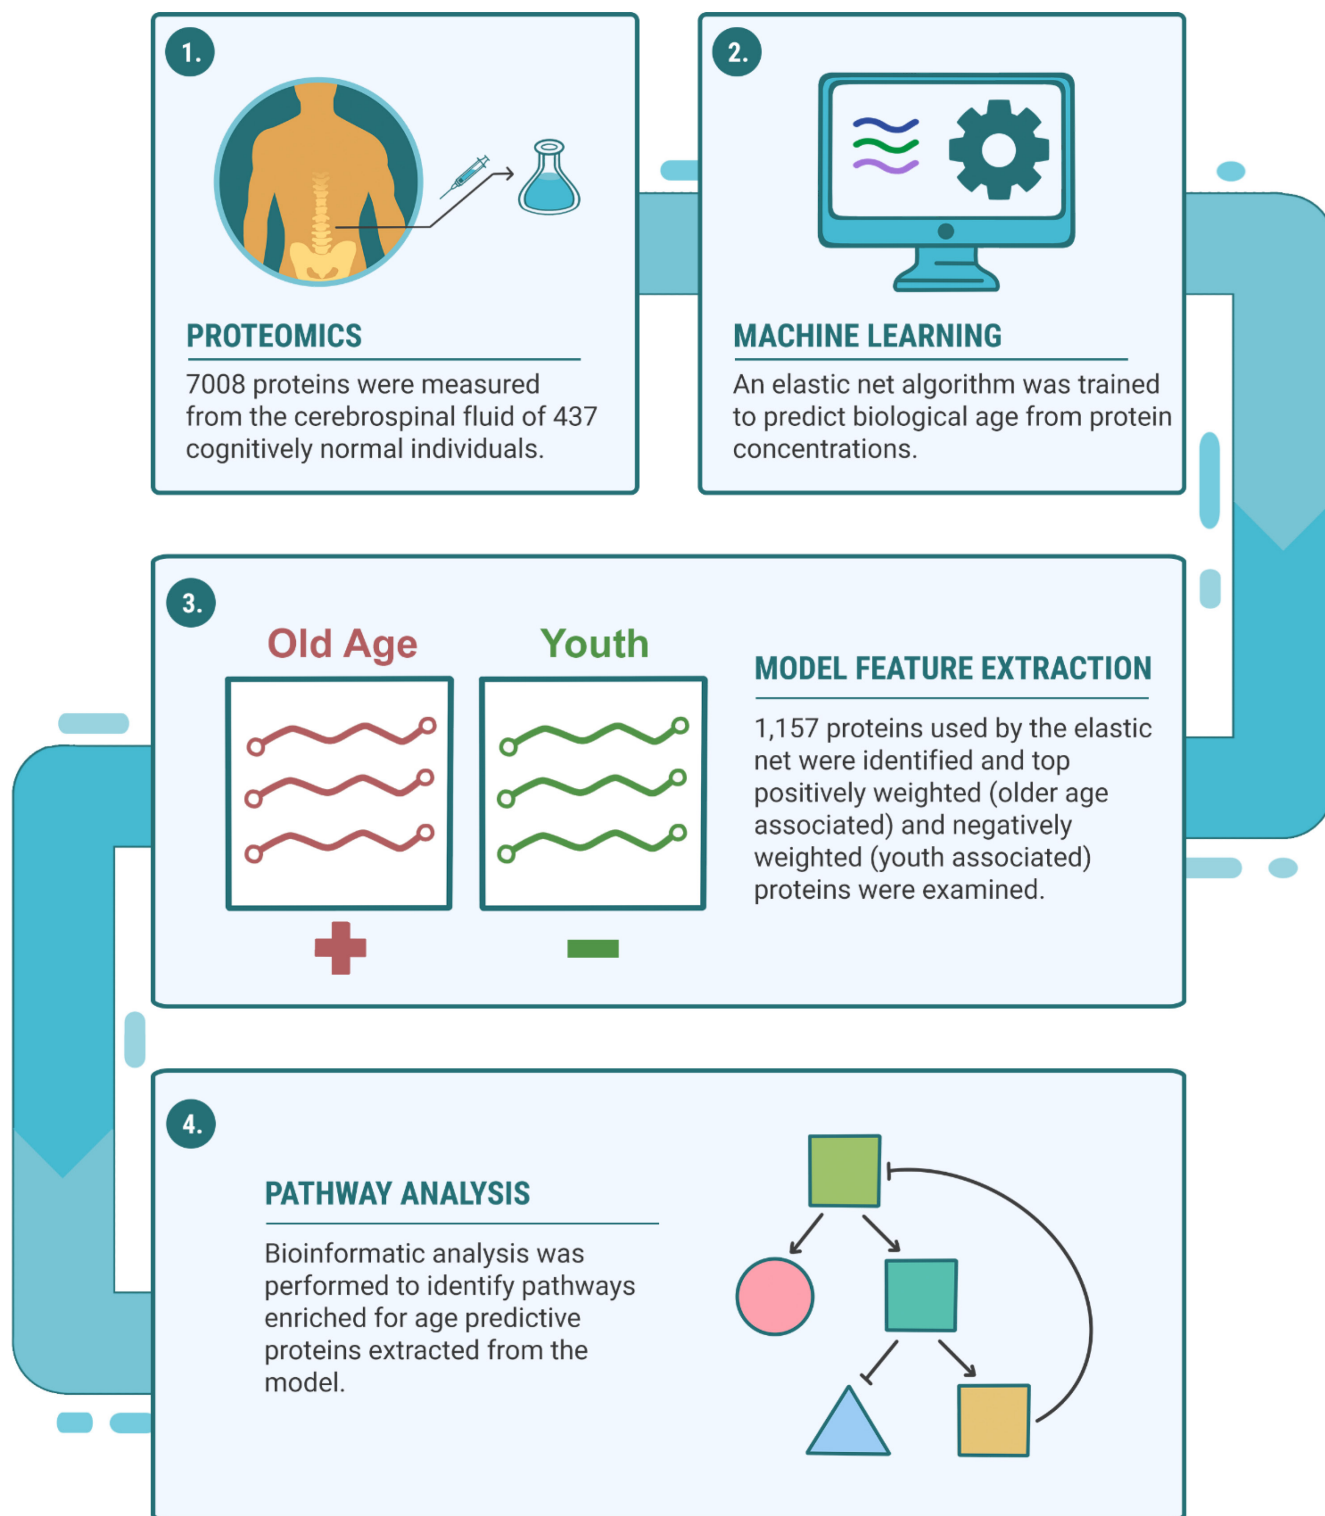 1.
PROTEOMICS
7008 proteins were measured
from the cerebrospinal fluid of 437
cognitively normal individuals.
2.
MACHINE LEARNING
An elastic net algorithm was trained
to predict biological age from protein
concentrations.
3.
Old Age
Youth
MODEL FEATURE EXTRACTION
1,157 proteins used by the elastic
net were identified and top
positively weighted (older age
associated) and negatively
weighted (youth associated)
proteins were examined.
4.
PATHWAY ANALYSIS
Bioinformatic analysis was
performed to identify pathways
enriched for age predictive
proteins extracted from the
model.